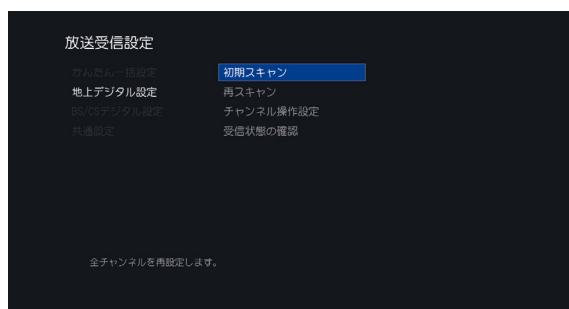 放送受信設定
かんたん一括設定
地上デジタル設定
BS/CSデジタル設定
共通設定
初期スキャン
再スキャン
チャンネル操作設定
受信状態の確認
全チャンネルを再設定します。